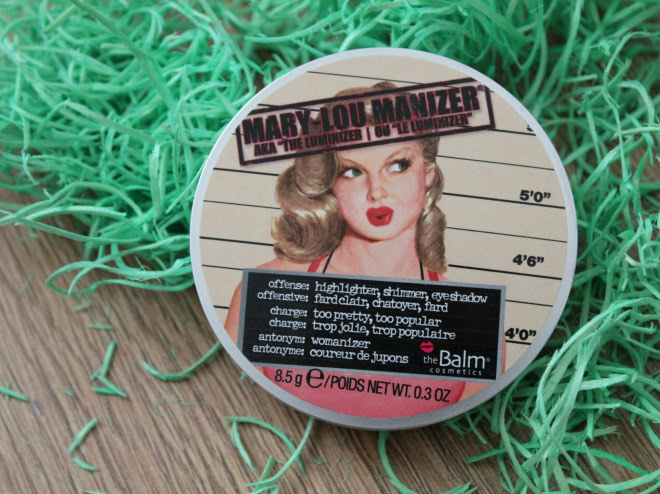 MARY-LOU MANIZER®
AKA "THE LUMINIZER | OU "LE LUMINIZER"
5'0"
4'6"
4'0"
offense: highlighter, shimmer, eyeshadow
offensive: fard clair, chatoyer, fard
charge: too pretty, too popular
charge: trop jolie, trop populaire
antonym: womanizer
antonyme: coureur de jupons
the Balm®
cosmetics
8.5 g ℮/POIDS NET WT. 0.3 OZ